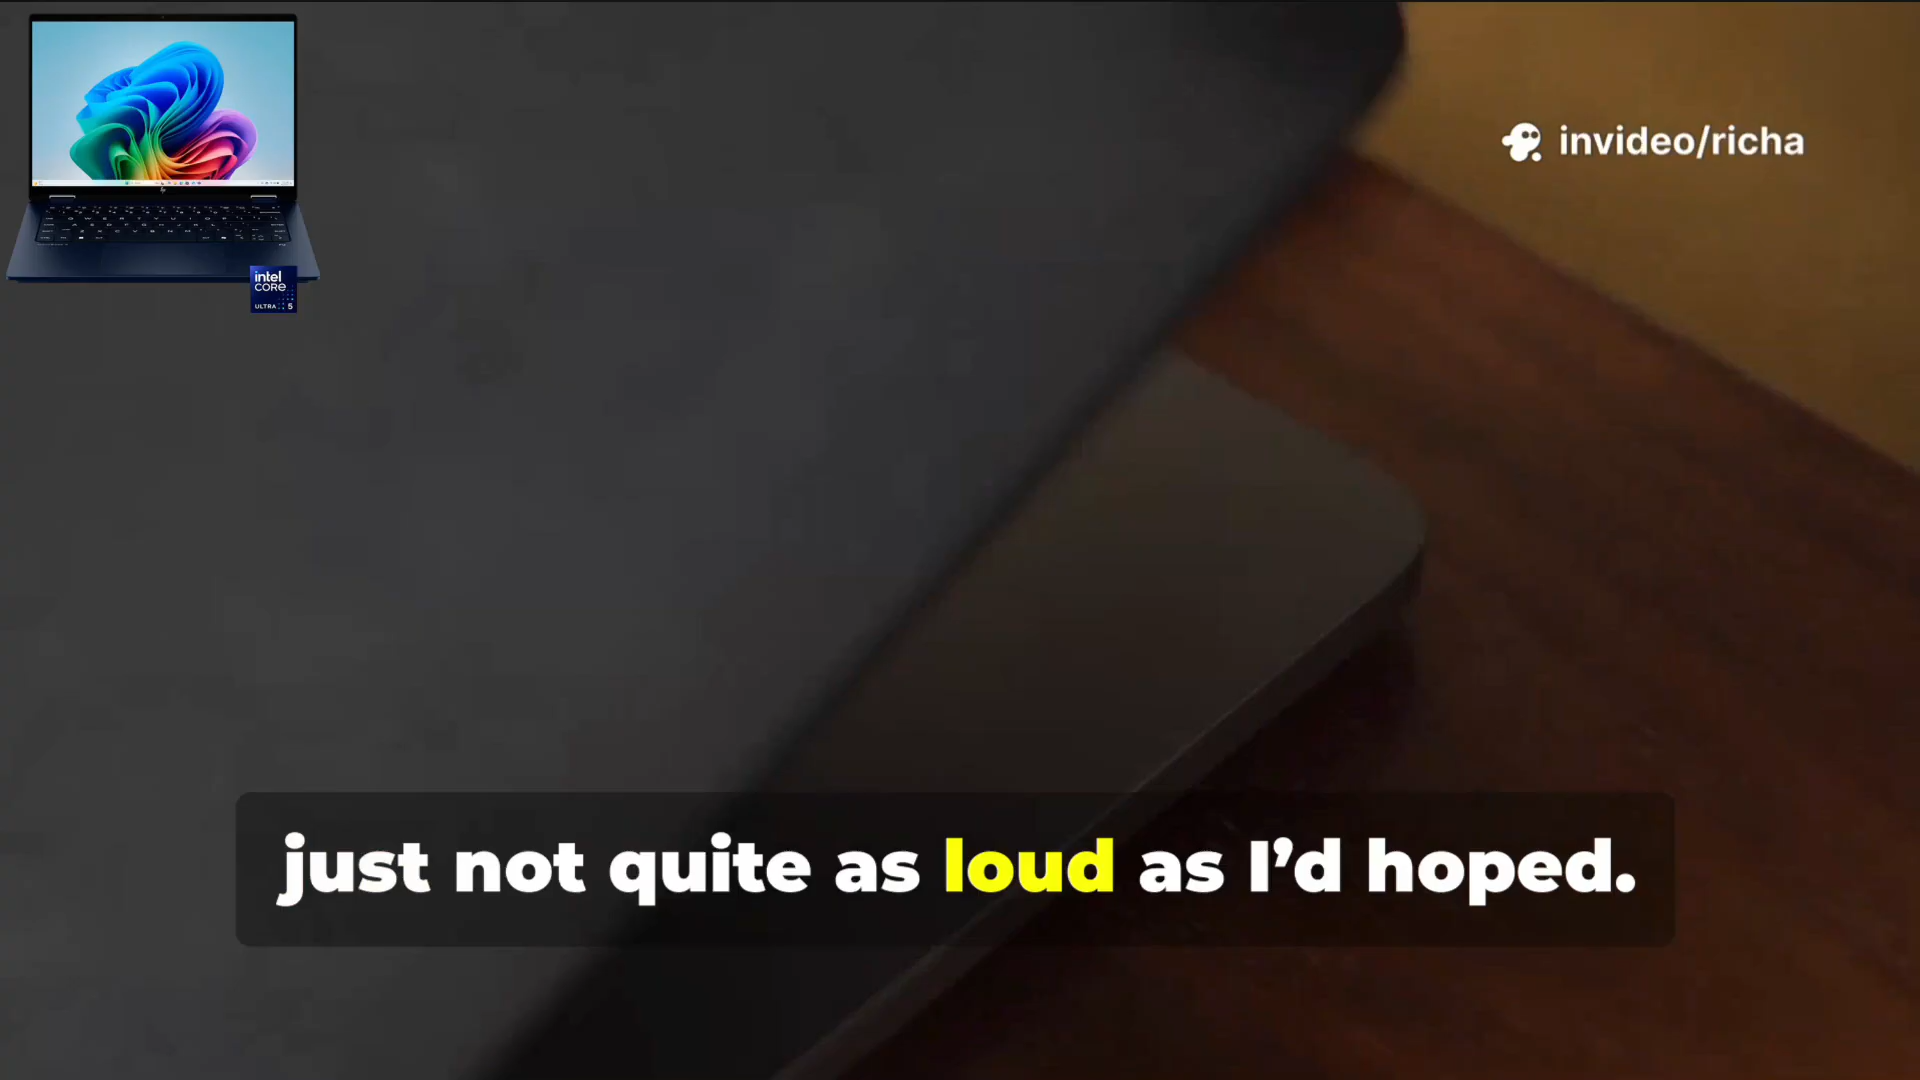 invideo/richa
intel
CORE
ULTRA 5
just not quite as loud as I’d hoped.